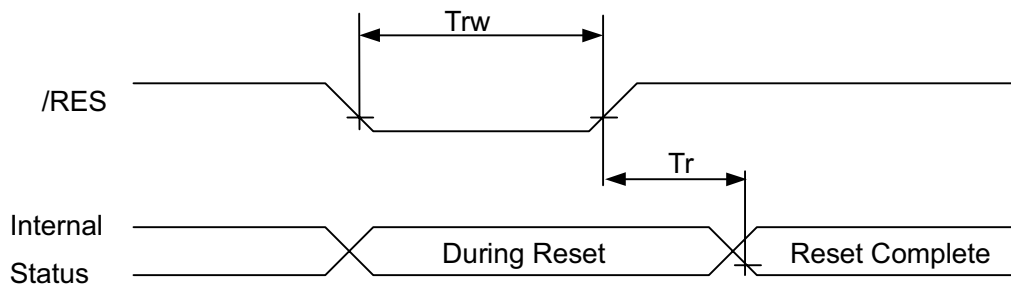 Trw
/RES
Tr
Internal
Status
During Reset
Reset Complete